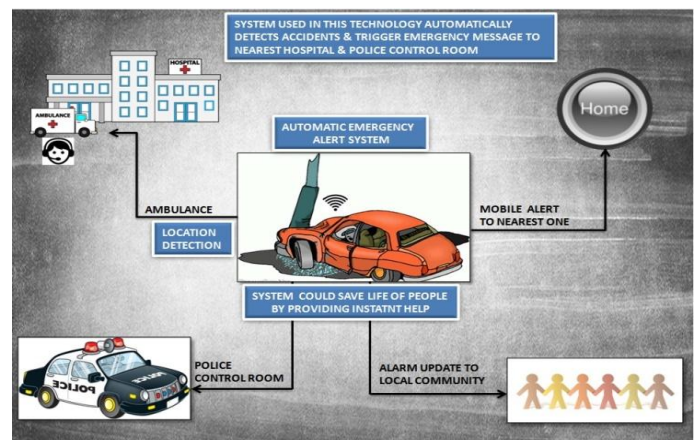 SYSTEM USED IN THIS TECHNOLOGY AUTOMATICALLY
DETECTS ACCIDENTS & TRIGGER EMERGENCY MESSAGE TO
NEAREST HOSPITAL & POLICE CONTROL ROOM
HOSPITAL
AMBULANCE
Home
AUTOMATIC EMERGENCY
ALERT SYSTEM
AMBULANCE
MOBILE ALERT
TO NEAREST ONE
LOCATION
DETECTION
SYSTEM COULD SAVE LIFE OF PEOPLE
BY PROVIDING INSTATNT HELP
POLICE
CONTROL ROOM
ALARM UPDATE TO
LOCAL COMMUNITY
POLICE